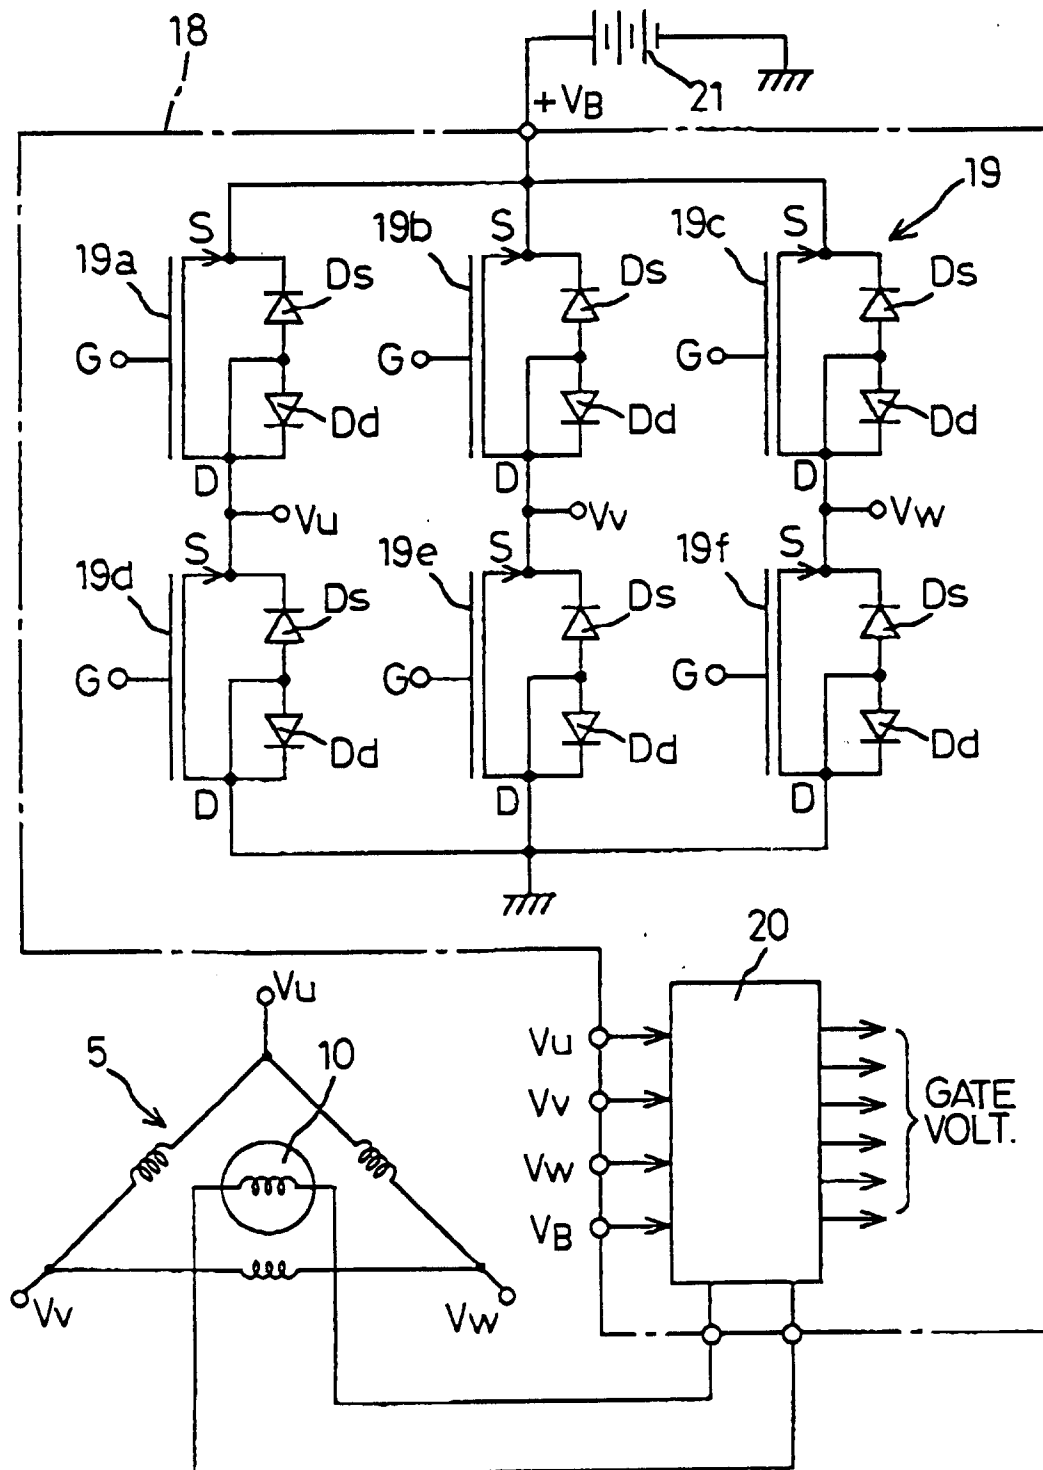 18
21
+VB
19
19a
S
Ds
G
Dd
D
19b
S
Ds
G
Dd
D
19c
S
Ds
G
Dd
D
Vu
Vv
Vw
19d
S
Ds
G
Dd
D
19e
S
Ds
G
Dd
D
19f
S
Ds
G
Dd
D
20
Vu
Vv
Vw
VB
GATE
VOLT.
Vu
5
10
Vv
Vw